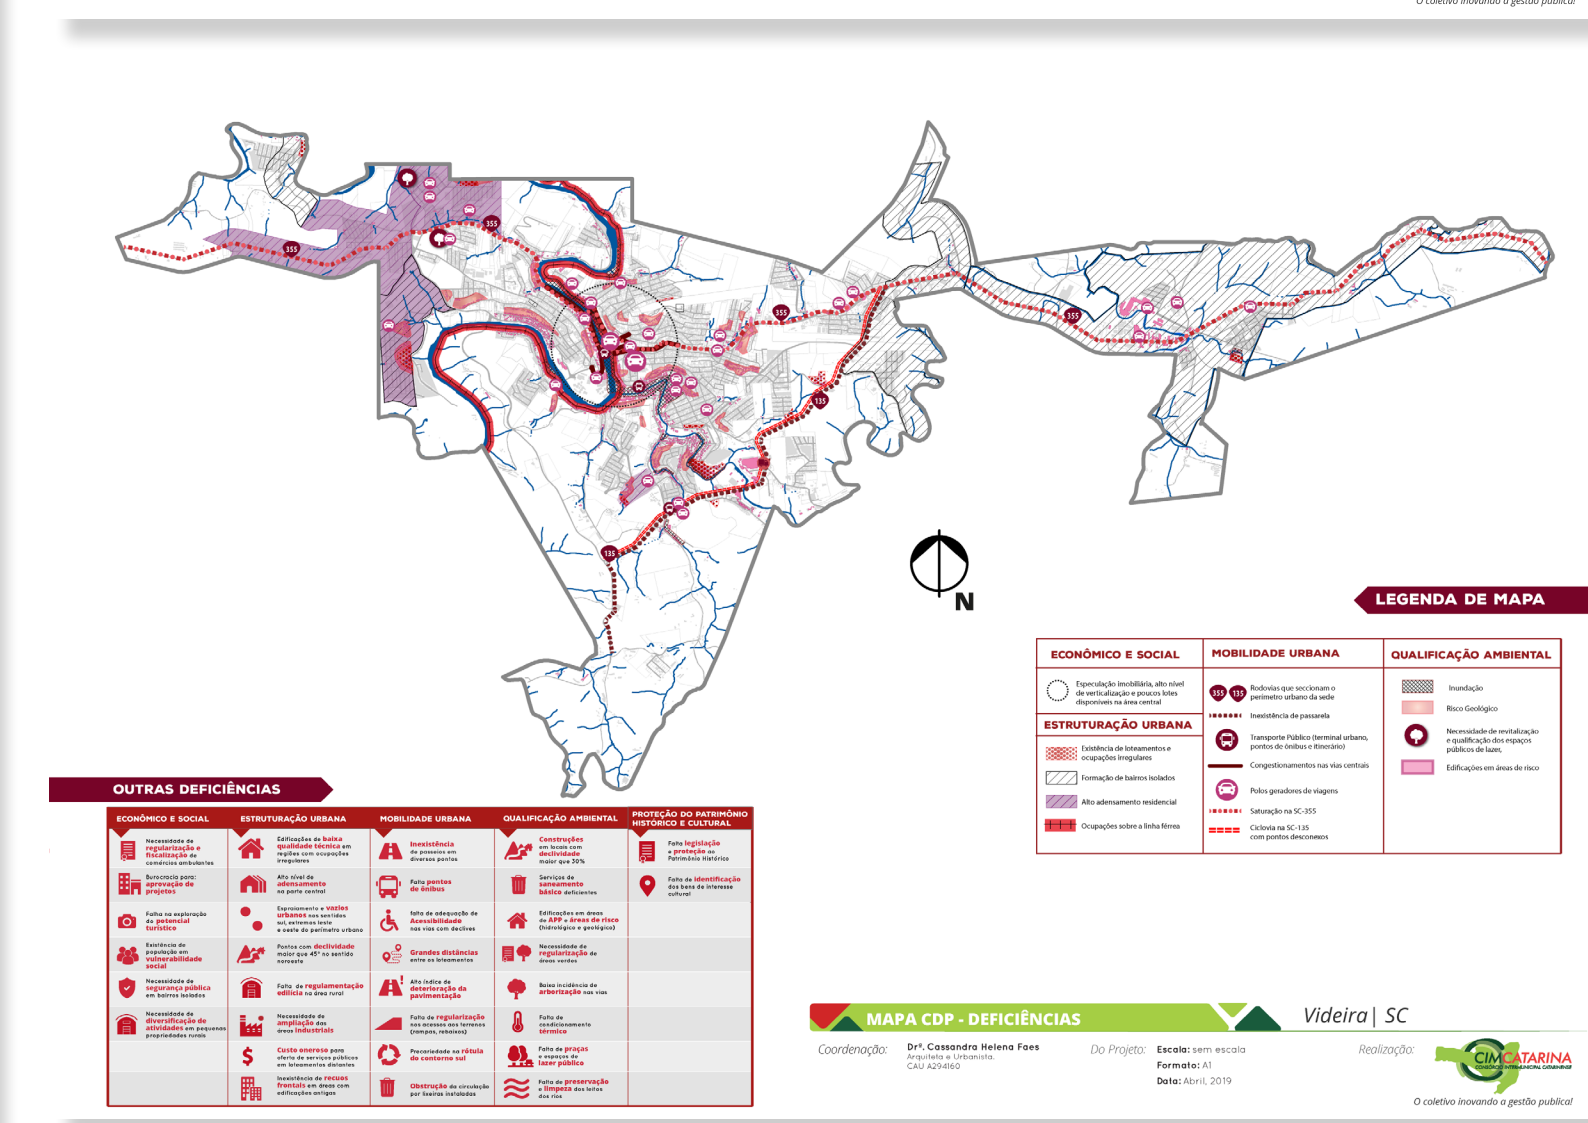 O coletivo inovando a gestão publica!
355
355
355
355
135
135
N
LEGENDA DE MAPA
ECONÔMICO E SOCIAL
Especulação imobiliária, alto nível
de verticalização e poucos lotes
disponíveis na área central
ESTRUTURAÇÃO URBANA
Existência de loteamentos e
ocupações irregulares
Formação de bairros isolados
Alto adensamento residencial
Ocupações sobre a linha férrea
MOBILIDADE URBANA
355 135 Rodovias que seccionam o
perímetro urbano da sede
Inexistência de passarela
Transporte Público (terminal urbano,
pontos de ônibus e itinerário)
Congestionamentos nas vias centrais
Polos geradores de viagens
Saturação na SC-355
Ciclovia na SC-135
com pontos desconexos
QUALIFICAÇÃO AMBIENTAL
Inundação
Risco Geológico
Necessidade de revitalização
e qualificação dos espaços
públicos de lazer,
Edificações em áreas de risco
OUTRAS DEFICIÊNCIAS
ECONÔMICO E SOCIAL
Necessidade de
regularização e
fiscalização de
comércios ambulantes
Burocracia para:
aprovação de
projetos
Falha na exploração
do potencial
turístico
Existência de
população em
vulnerabilidade
social
Necessidade de
segurança pública
em bairros isolados
Necessidade de
diversificação de
atividades em pequenas
propriedades rurais
ESTRUTURAÇÃO URBANA
Edificações de baixa
qualidade técnica em
regiões com ocupações
irregulares
Alto nível de
adensamento
na parte central
Espraiamento e vazios
urbanos nos sentidos
sul, extremos leste
e oeste do perímetro urbano
Pontos com declividade
maior que 45° no sentido
noroeste
Falta de regulamentação
edilícia na área rural
Necessidade de
ampliação das
áreas industriais
Custo oneroso para
oferta de serviços públicos
em loteamentos distantes
Inexistência de recuos
frontais em áreas com
edificações antigas
MOBILIDADE URBANA
Inexistência
de passeios em
diversos pontos
Falta pontos
de ônibus
falta de adequação de
Acessibilidade
nas vias com declives
Grandes distâncias
entre os loteamentos
Alto índice de
deterioração da
pavimentação
Falta de regularização
nos acessos aos terrenos
(rampas, rebaixos)
Precariedade na rótula
do contorno sul
Obstrução da circulação
por lixeiras instaladas
QUALIFICAÇÃO AMBIENTAL
Construções
em locais com
declividade
maior que 30%
Serviços de
saneamento
básico deficientes
Edificações em áreas
de APP e áreas de risco
(hidrológico e geológico)
Necessidade de
regularização de
áreas verdes
Baixa incidência de
arborização nas vias
Falta de
condicionamento
térmico
Falta de praças
e espaços de
lazer público
Falta de preservação
e limpeza dos leitos
dos rios
PROTEÇÃO DO PATRIMÔNIO
HISTÓRICO E CULTURAL
Falta legislação
e proteção ao
Patrimônio Histórico
Falta de identificação
dos bens de interesse
cultural
MAPA CDP - DEFICIÊNCIAS
Videira| SC
Coordenação:
Drª. Cassandra Helena Faes
Arquiteta e Urbanista.
CAU A294160
Do Projeto:
Escala: sem escala
Formato: A1
Data: Abril, 2019
Realização:
CIMCATARINA
CONSÓRCIO INTERMUNICIPAL CATARINENSE
O coletivo inovando a gestão publica!